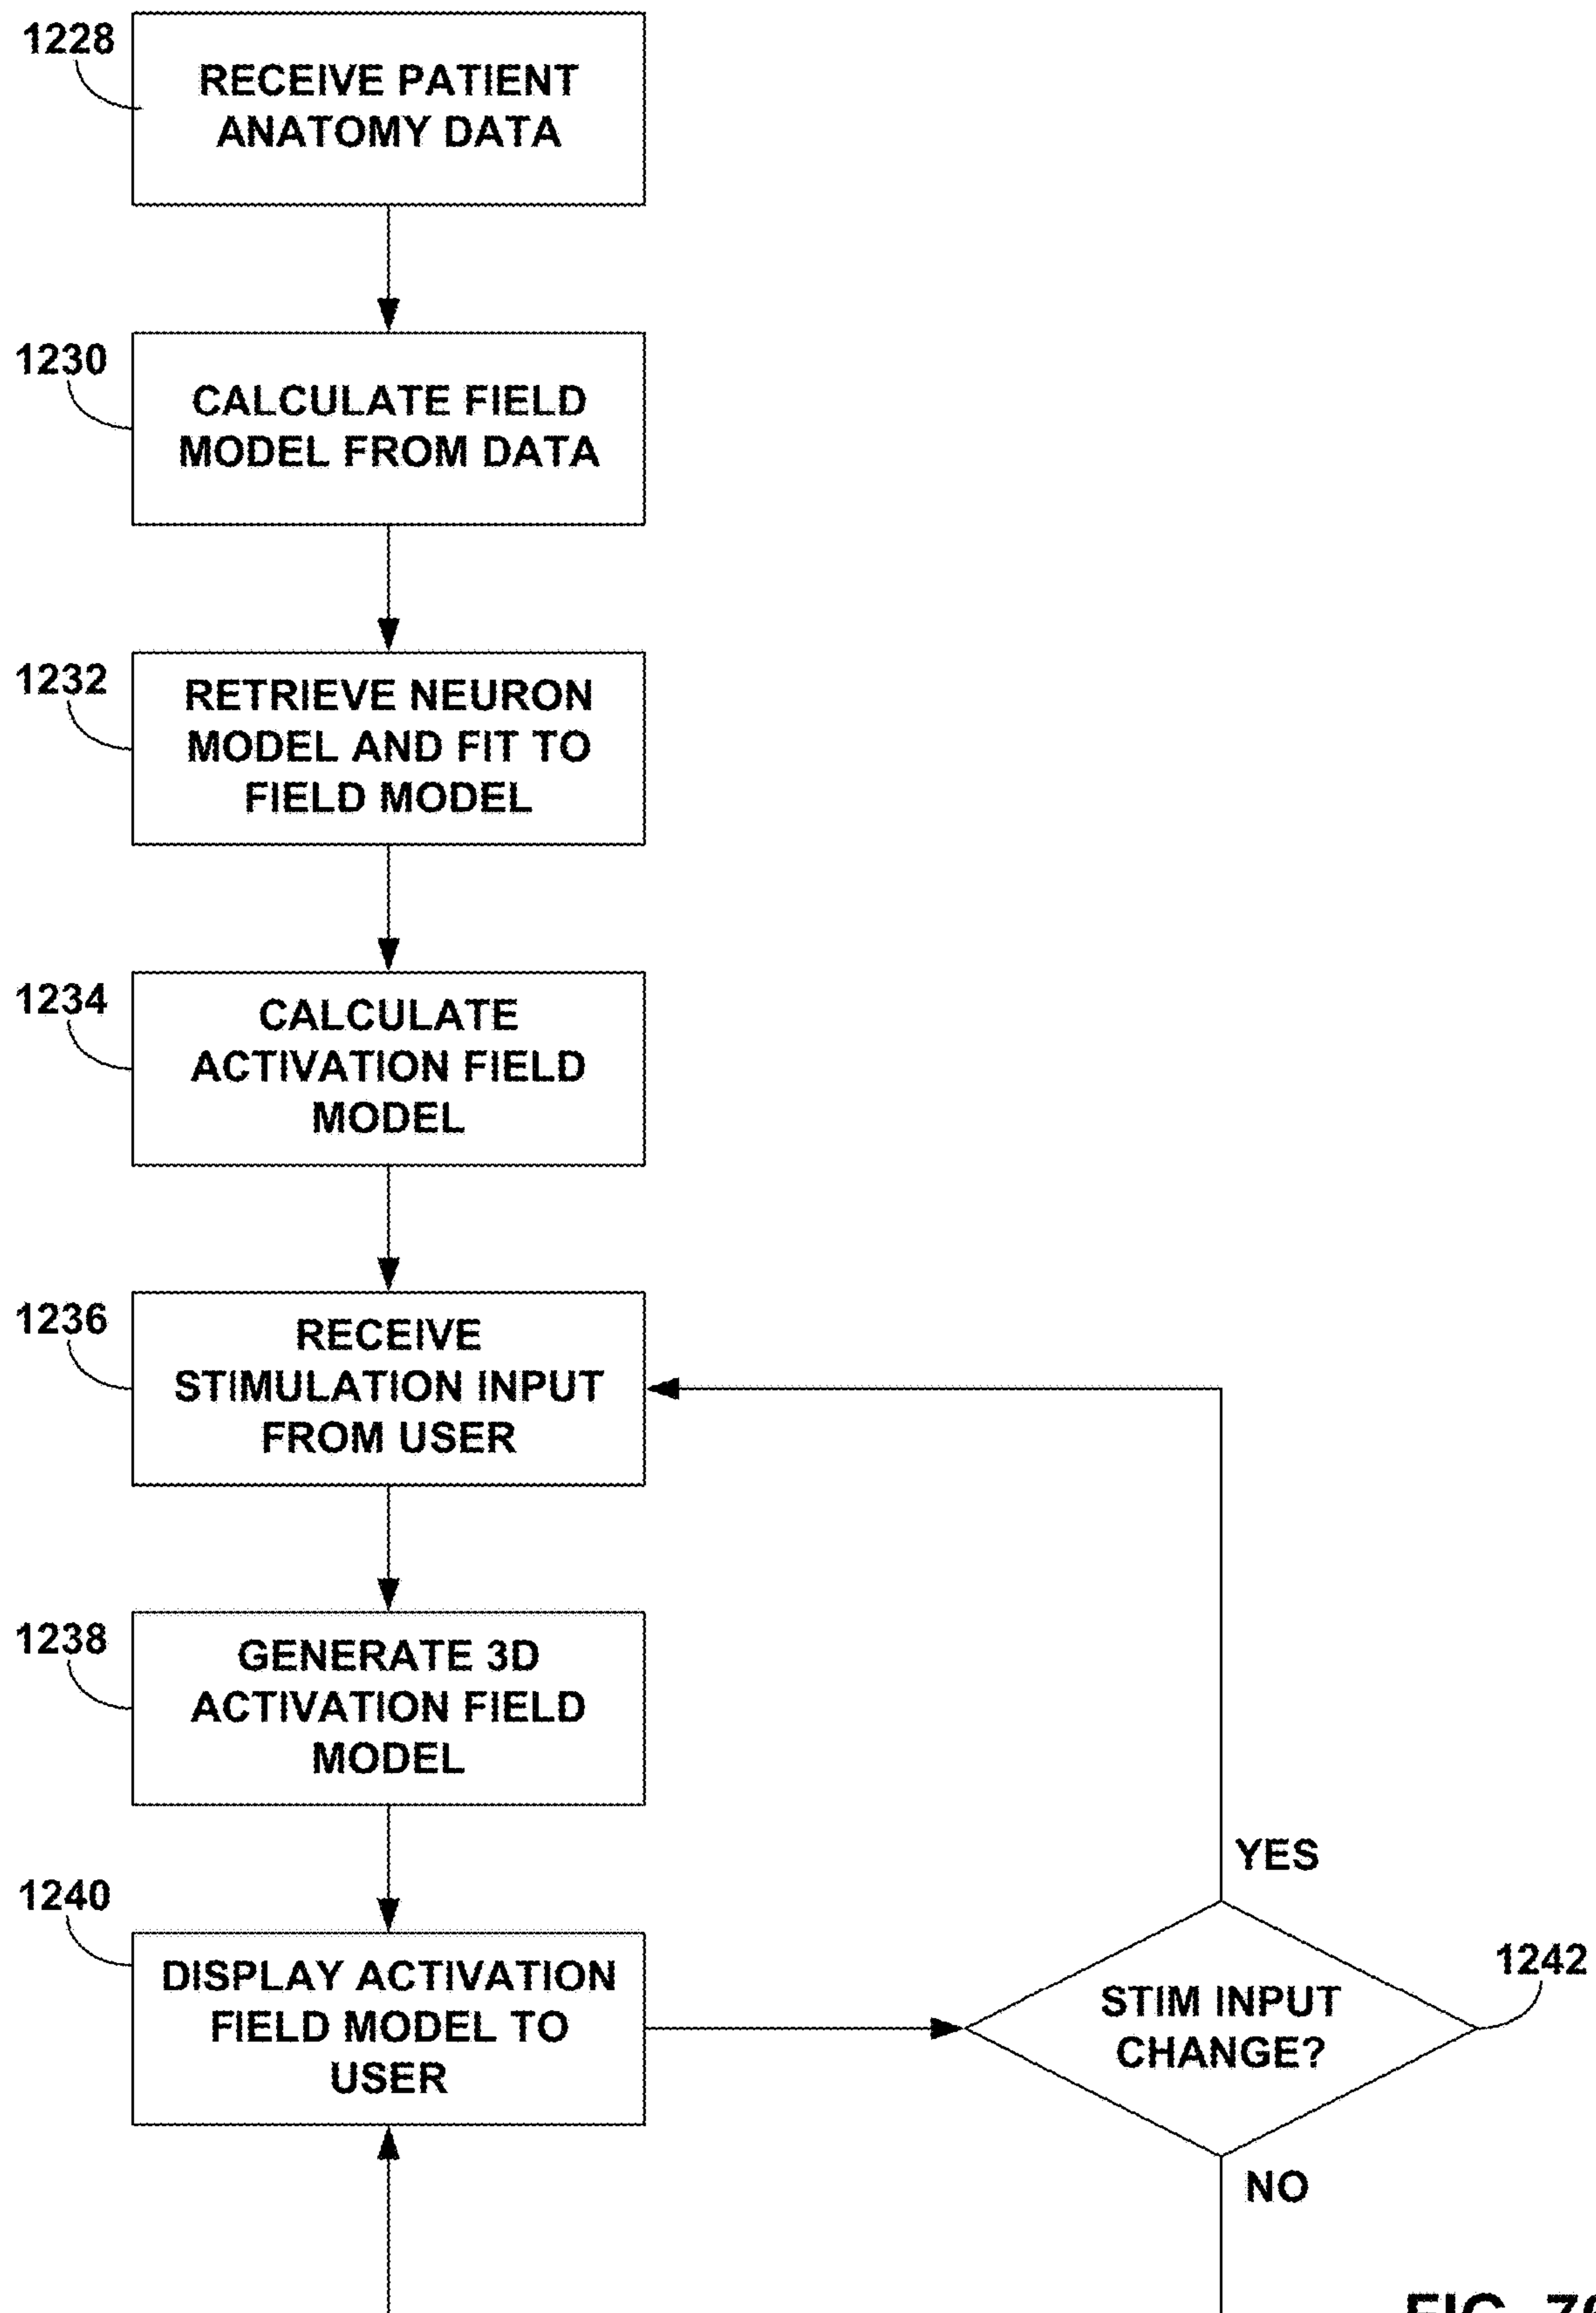 1228
RECEIVE PATIENT
ANATOMY DATA
1230
CALCULATE FIELD
MODEL FROM DATA
1232
RETRIEVE NEURON
MODEL AND FIT TO
FIELD MODEL
1234
CALCULATE
ACTIVATION FIELD
MODEL
1236
RECEIVE
STIMULATION INPUT
FROM USER
1238
GENERATE 3D
ACTIVATION FIELD
MODEL
YES
1240
DISPLAY ACTIVATION
FIELD MODEL TO
USER
STIM INPUT
CHANGE?
1242
NO
FIG.